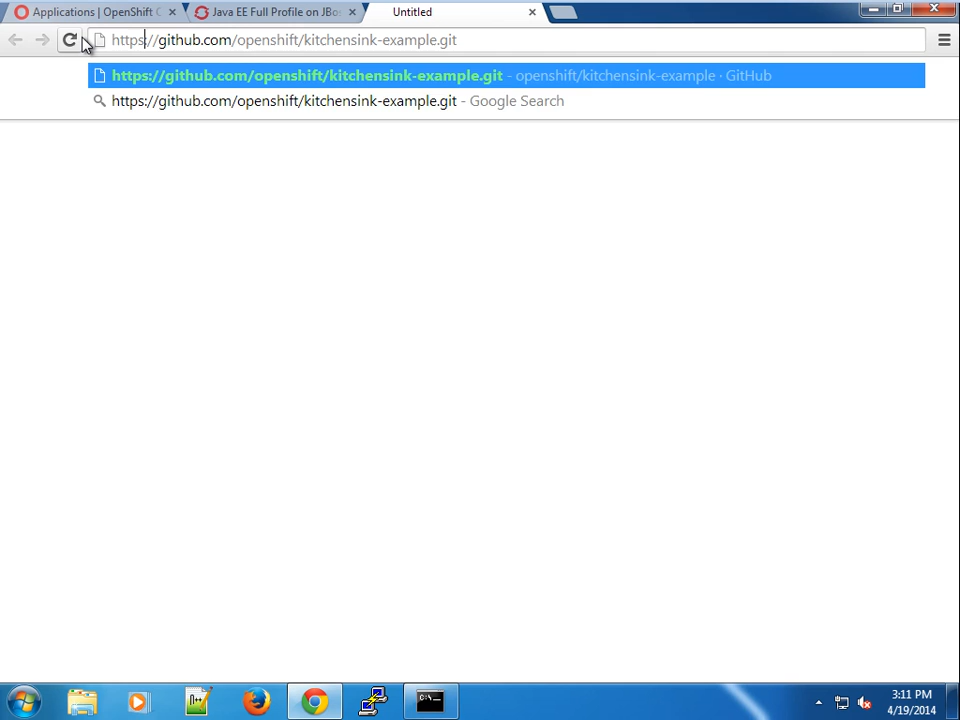 Applications | OpenShift C
Java EE Full Profile on JBo
Untitled
https//github.com/openshift/kitchensink-example.git
https://github.com/openshift/kitchensink-example.git - openshift/kitchensink-example · GitHub
https://github.com/openshift/kitchensink-example.git - Google Search
C:\.
3:11 PM
4/19/2014